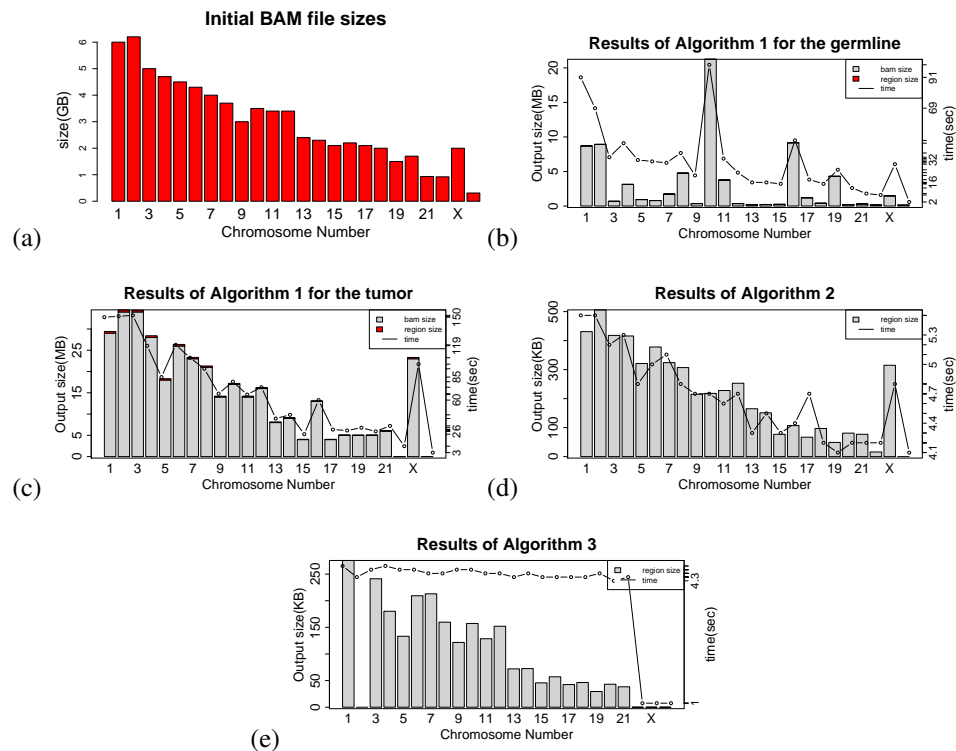 Initial BAM file sizes
size(GB)
6
5
4
3
2
1
0
1 3 5 7 9 11 13 15 17 19 21 X
Chromosome Number
(a)
Results of Algorithm 1 for the germline
Output size(MB)
20
15
10
5
0
bam size
region size
time
91
69
32
16
2
time(sec)
1 3 5 7 9 11 13 15 17 19 21 X
Chromosome Number
(b)
Results of Algorithm 1 for the tumor
Output size(MB)
25
15
5
0
bam size
region size
time
150
119
85
60
26
3
time(sec)
1 3 5 7 9 11 13 15 17 19 21 X
Chromosome Number
(c)
Results of Algorithm 2
Output size(KB)
500
300
100
0
region size
time
5.3
5
4.7
4.4
4.1
time(sec)
1 3 5 7 9 11 13 15 17 19 21 X
Chromosome Number
(d)
Results of Algorithm 3
Output size(KB)
250
150
50
0
region size
time
4.3
1
time(sec)
1 3 5 7 9 11 13 15 17 19 21 X
Chromosome Number
(e)